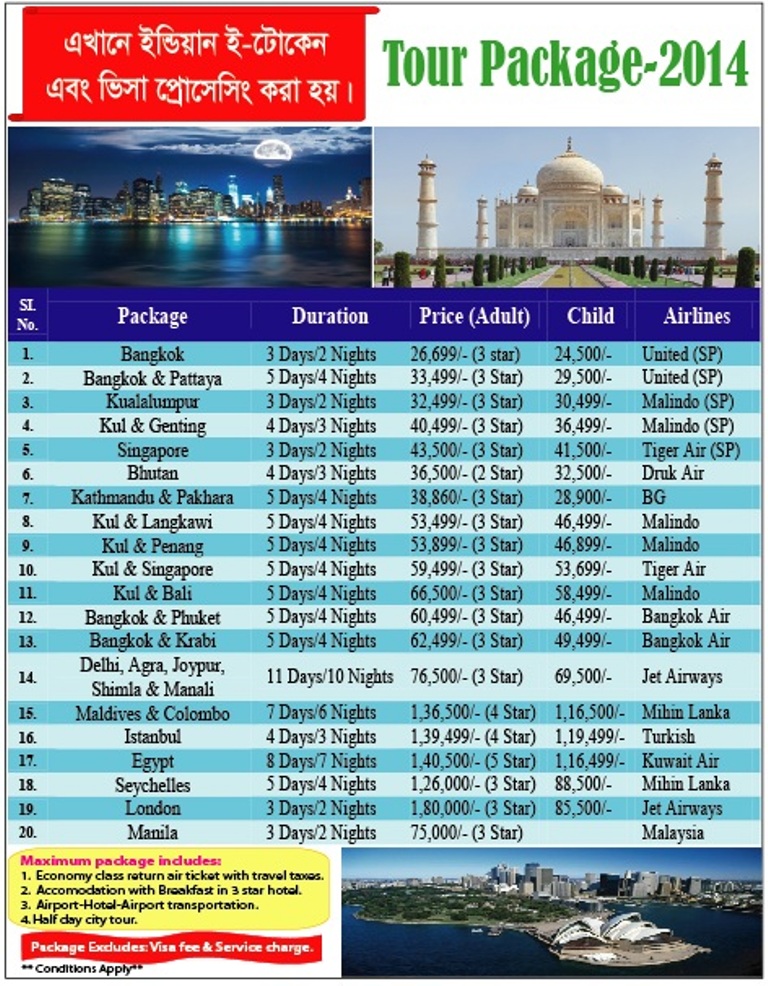 এখানে ইন্ডিয়ান ই-টোকেন
এবং ভিসা প্রোসেসিং করা হয়।
Tour Package-2014
SL No. Package Duration Price (Adult) Child Airlines
1. Bangkok 3 Days/2 Nights 26,699/- (3 star) 24,500/- United (SP)
2. Bangkok & Pattaya 5 Days/4 Nights 33,499/- (3 Star) 29,500/- United (SP)
3. Kualalumpur 3 Days/2 Nights 32,499/- (3 Star) 30,499/- Malindo (SP)
4. Kul & Genting 4 Days/3 Nights 40,499/- (3 Star) 36,499/- Malindo (SP)
5. Singapore 3 Days/2 Nights 43,500/- (3 Star) 41,500/- Tiger Air (SP)
6. Bhutan 4 Days/3 Nights 36,500/- (2 Star) 32,500/- Druk Air
7. Kathmandu & Pakhara 5 Days/4 Nights 38,860/- (3 Star) 28,900/- BG
8. Kul & Langkawi 5 Days/4 Nights 53,499/- (3 Star) 46,499/- Malindo
9. Kul & Penang 5 Days/4 Nights 53,899/- (3 Star) 46,899/- Malindo
10. Kul & Singapore 5 Days/4 Nights 59,499/- (3 Star) 53,699/- Tiger Air
11. Kul & Bali 5 Days/4 Nights 66,500/- (3 Star) 58,499/- Malindo
12. Bangkok & Phuket 5 Days/4 Nights 60,499/- (3 Star) 46,499/- Bangkok Air
13. Bangkok & Krabi 5 Days/4 Nights 62,499/- (3 Star) 49,499/- Bangkok Air
14. Delhi, Agra, Joypur,
Shimla & Manali 11 Days/10 Nights 76,500/- (3 Star) 69,500/- Jet Airways
15. Maldives & Colombo 7 Days/6 Nights 1,36,500/- (4 Star) 1,16,500/- Mihin Lanka
16. Istanbul 4 Days/3 Nights 1,39,499/- (4 Star) 1,19,499/- Turkish
17. Egypt 8 Days/7 Nights 1,40,500/- (5 Star) 1,16,499/- Kuwait Air
18. Seychelles 5 Days/4 Nights 1,26,000/- (3 Star) 88,500/- Mihin Lanka
19. London 3 Days/2 Nights 1,80,000/- (3 Star) 85,500/- Jet Airways
20. Manila 3 Days/2 Nights 75,000/- (3 Star) Malaysia
Maximum package includes:
1. Economy class return air ticket with travel taxes.
2. Accomodation with Breakfast in 3 star hotel.
3. Airport-Hotel-Airport transportation.
4. Half day city tour.
Package Excludes: Visa fee & Service charge.
** Conditions Apply**